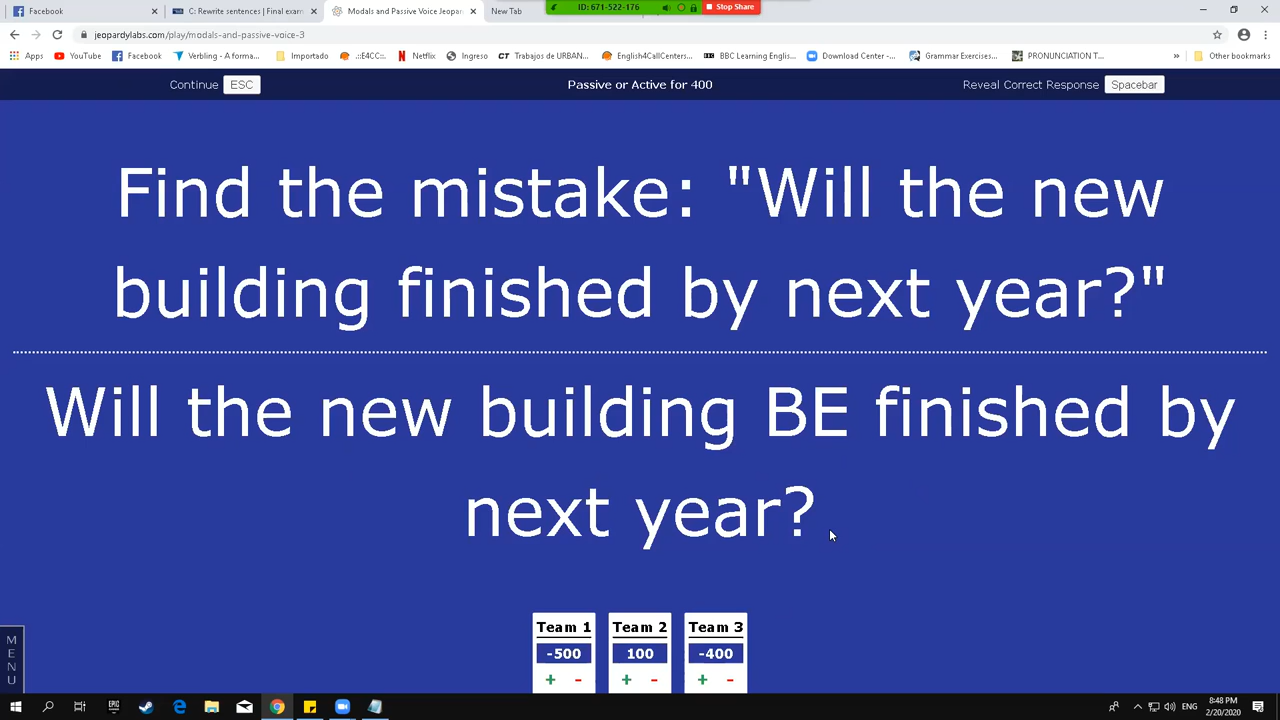 ID: 671-522-176 Stop Share
Facebook C: Rewrite sentences | Final exam Modals and Passive Voice Jeopar New Tab
jeopardylabs.com/play/modals-and-passive-voice-3
Apps YouTube Facebook Verbling - A forma... Importado .::E4CC::. Netflix Ingreso CT Trabajos de URBAN... English4CallCenters... BBC Learning Englis... Download Center -... Grammar Exercises... PRONUNCIATION T... » Other bookmarks
Continue ESC Passive or Active for 400 Reveal Correct Response Spacebar
Find the mistake: "Will the new
building finished by next year?"
Will the new building BE finished by
next year?
Team 1 Team 2 Team 3
-500 100 -400
+ - + - + -
MENU
ENG 8:48 PM
2/20/2020